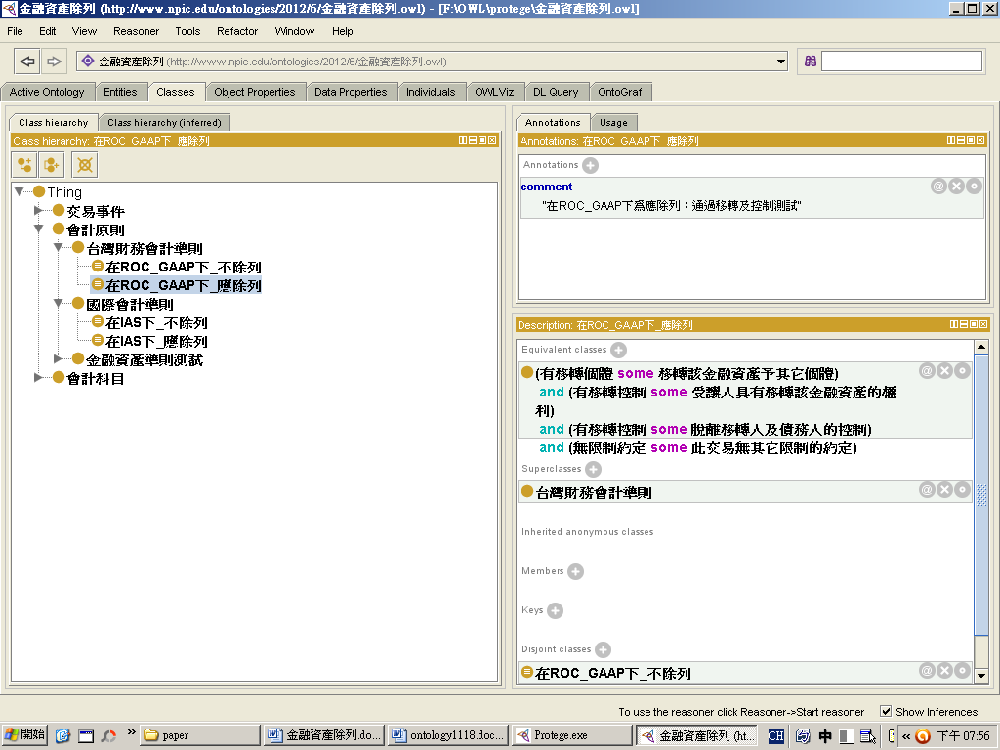 金融資產除列 (http://www.npic.edu/ontologies/2012/6/金融資產除列.owl) - [F:\OWL\protege\金融資產除列.owl]
File Edit View Reasoner Tools Refactor Window Help
金融資產除列 (http://www.npic.edu/ontologies/2012/6/金融資產除列.owl)
Active Ontology Entities Classes Object Properties Data Properties Individuals OWLViz DL Query OntoGraf
Class hierarchy Class hierarchy (inferred)
Class hierarchy: 在ROC_GAAP下_應除列
Thing
交易事件
會計原則
台灣財務會計準則
在ROC_GAAP下_不除列
在ROC_GAAP下_應除列
國際會計準則
在IAS下_不除列
在IAS下_應除列
金融資產準則測試
會計科目
Annotations Usage
Annotations: 在ROC_GAAP下_應除列
Annotations
comment
"在ROC_GAAP下爲應除列：通過移轉及控制測試"
Description: 在ROC_GAAP下_應除列
Equivalent classes
(有移轉個體 some 移轉該金融資產予其它個體)
and (有移轉控制 some 受讓人具有移轉該金融資產的權
利)
and (有移轉控制 some 脫離移轉人及債務人的控制)
and (無限制約定 some 此交易無其它限制的約定)
Superclasses
台灣財務會計準則
Inherited anonymous classes
Members
Keys
Disjoint classes
在ROC_GAAP下_不除列
To use the reasoner click Reasoner->Start reasoner Show Inferences
開始 » paper 金融資產除列.do... ontology1118.doc... Protege.exe 金融資產除列 (ht... CH 中 « 下午 07:56